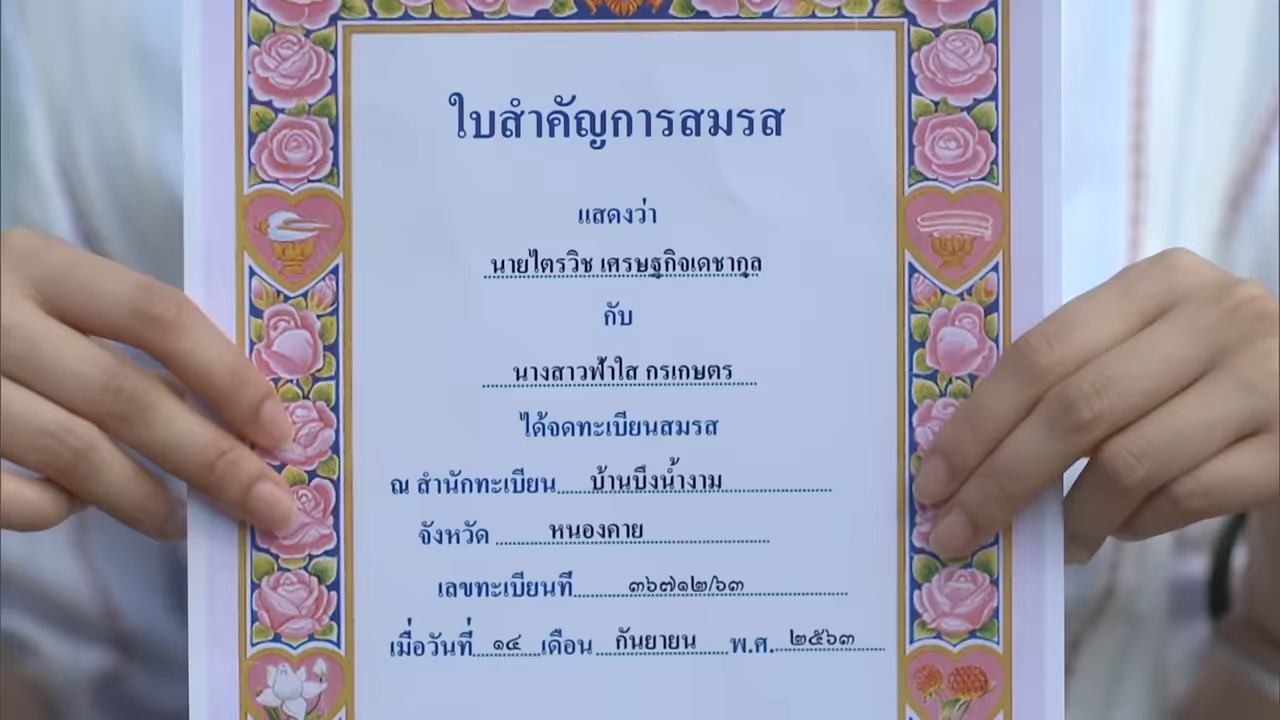 ใบสำคัญการสมรส
แสดงว่า
นายไตรวิช เศรษฐกิจเดชากูล
กับ
นางสาวฟ้าใส กรเกษตร
ได้จดทะเบียนสมรส
ณ สำนักทะเบียน บ้านบึงน้ำงาม
จังหวัด หนองคาย
เลขทะเบียนที่ ๓๖๗๑๒/๖๓
เมื่อวันที่ ๑๔ เดือน กันยายน พ.ศ. ๒๕๖๓